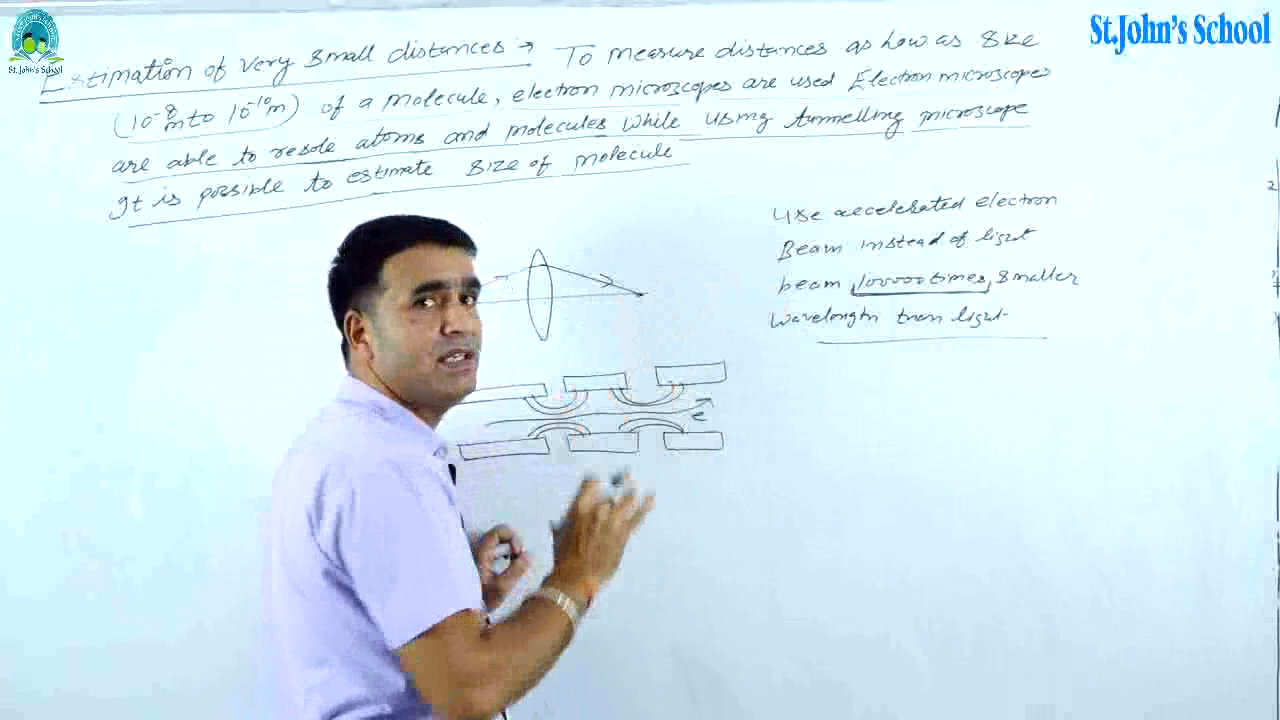 St.John's School
St.John's School
Estimation of very small distances → To measure distances as low as size
(10⁻⁸m to 10⁻¹⁰m) of a molecule, electron microscopes are used Electron microscopes
are able to resole atoms and molecules while using tunnelling microscope
It is possible to estimate size of molecule
use accelerated electron
Beam instead of light
beam, 100000 times, smaller
wavelength than light
e